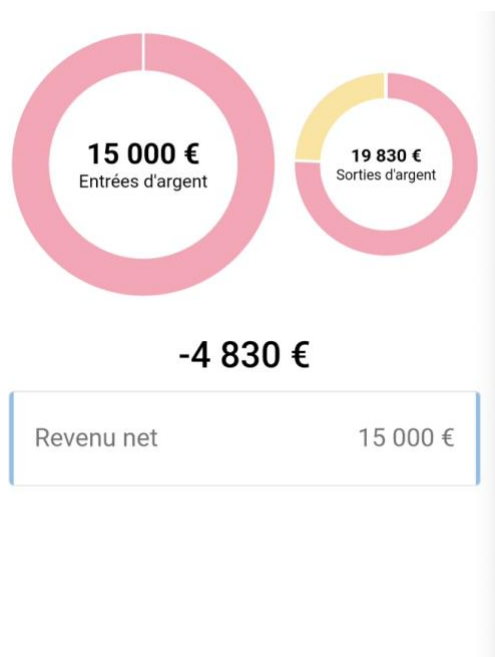 15 000 €
Entrées d'argent
19 830 €
Sorties d'argent
-4 830 €
Revenu net 15 000 €